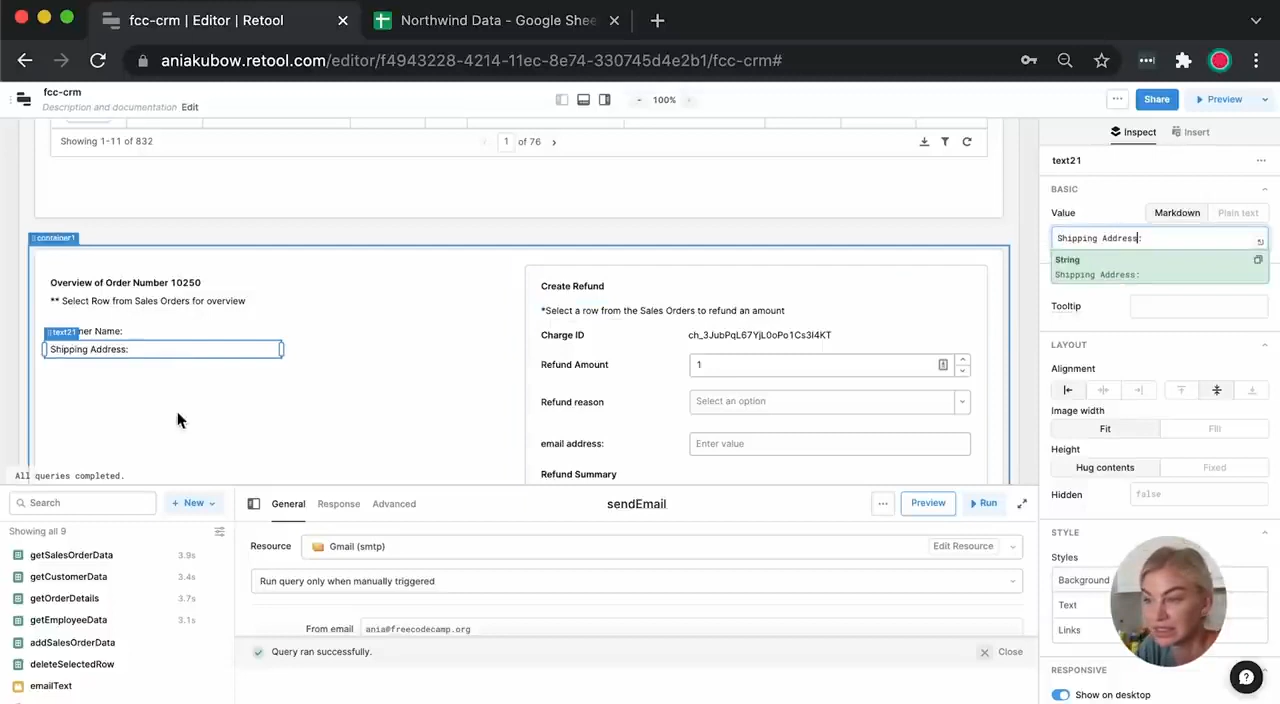 fcc-crm | Editor | Retool
Northwind Data - Google Shee
aniakubow.retool.com/editor/f4943228-4214-11ec-8e74-330745d4e2b1/fcc-crm#
fcc-crm
Description and documentation Edit
100%
Share
Preview
Showing 1-11 of 832
1 of 76
Inspect
Insert
text21
BASIC
Value
Markdown
Plain text
Shipping Address:
String
Shipping Address:
Tooltip
LAYOUT
Alignment
Image width
Fit
Fill
Height
Hug contents
Fixed
Hidden
false
STYLE
Styles
Background
Text
Links
RESPONSIVE
Show on desktop
container1
Overview of Order Number 10250
** Select Row from Sales Orders for overview
text21
ner Name:
Shipping Address:
Create Refund
*Select a row from the Sales Orders to refund an amount
Charge ID
ch_3JubPqL67YjL0oPo1Cs3I4KT
Refund Amount
1
Refund reason
Select an option
email address:
Enter value
Refund Summary
All queries completed.
Search
+ New
Showing all 9
getSalesOrderData 3.9s
getCustomerData 3.4s
getOrderDetails 3.7s
getEmployeeData 3.1s
addSalesOrderData
deleteSelectedRow
emailText
General
Response
Advanced
sendEmail
Preview
Run
Resource
Gmail (smtp)
Edit Resource
Run query only when manually triggered
From email
ania@freecodecamp.org
Query ran successfully.
Close